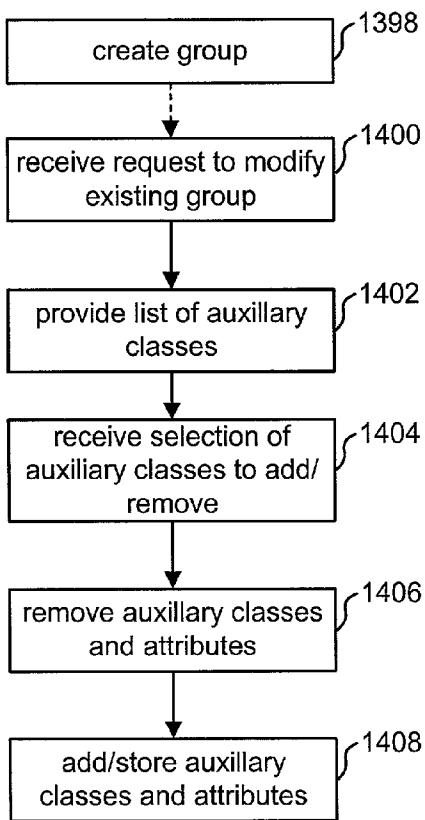 create group
1398
receive request to modify
existing group
1400
provide list of auxillary
classes
1402
receive selection of
auxiliary classes to add/
remove
1404
remove auxillary classes
and attributes
1406
add/store auxillary
classes and attributes
1408